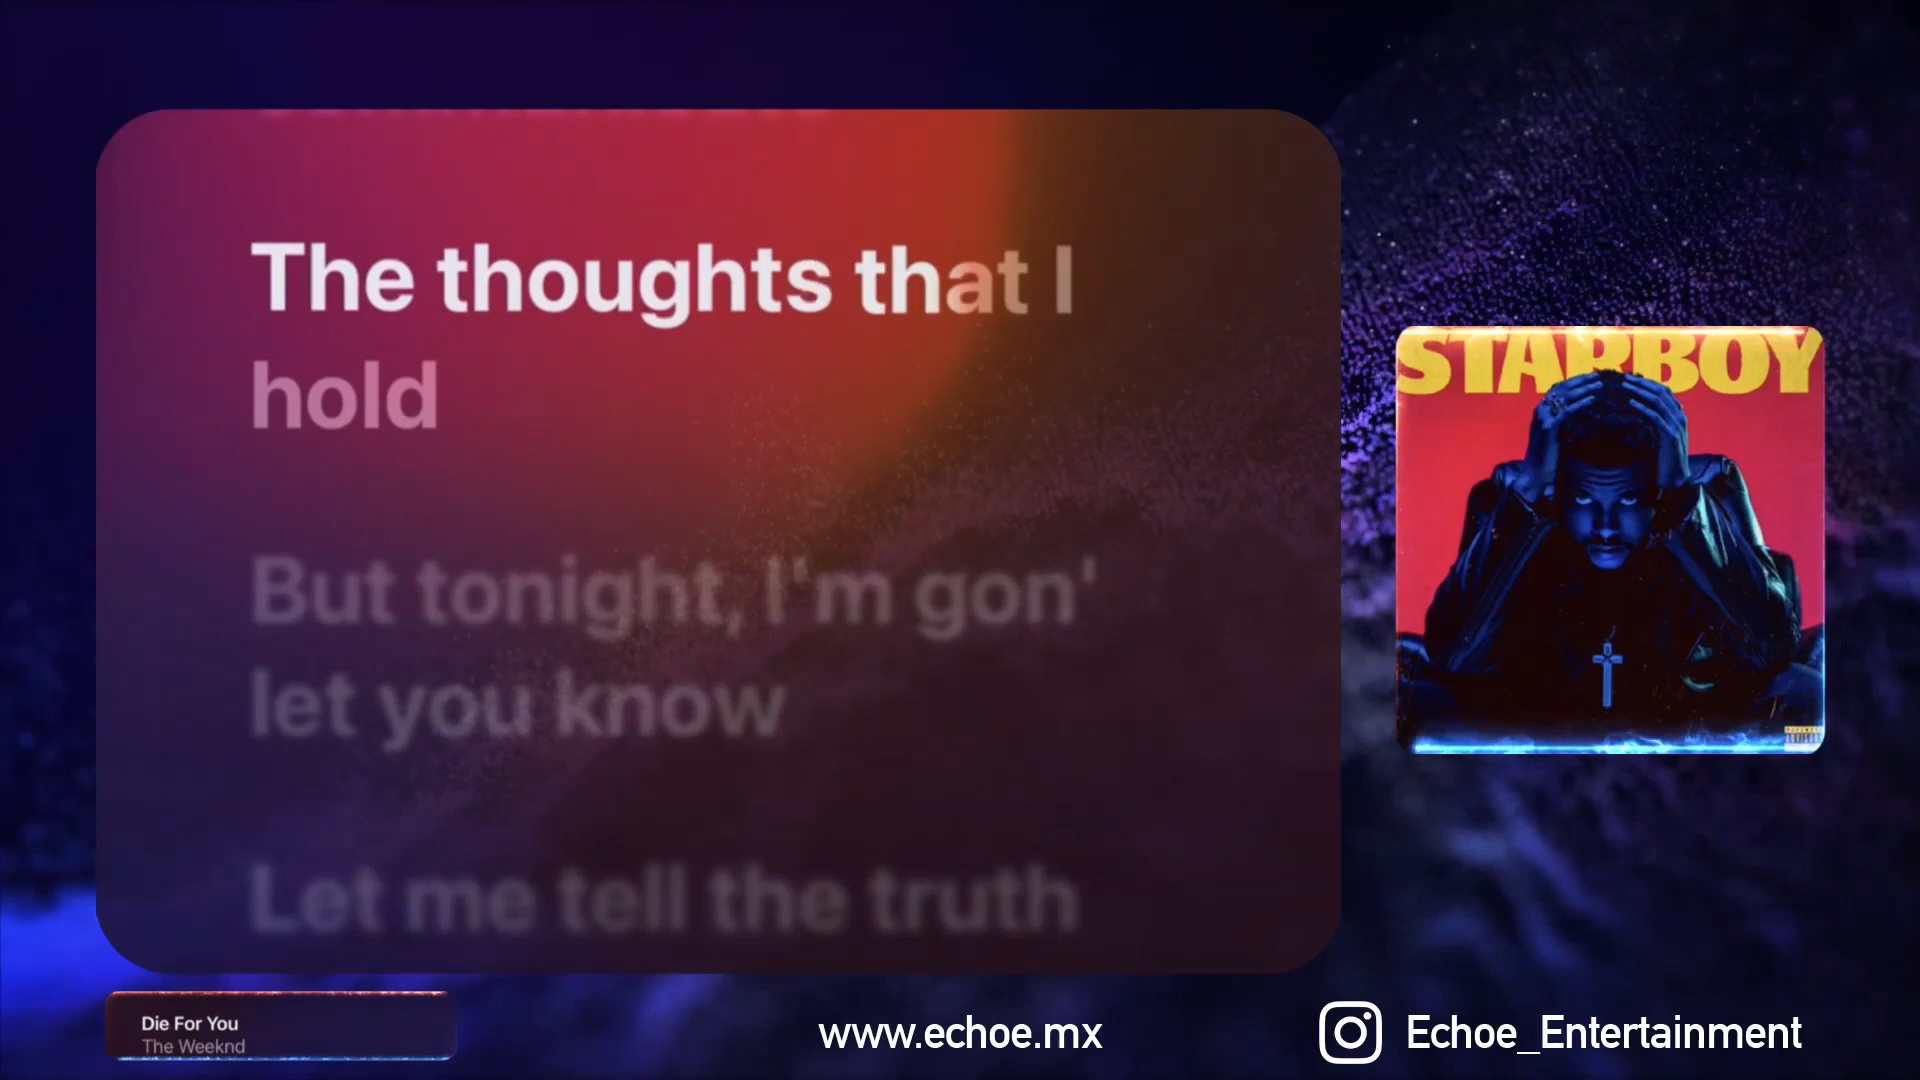 The thoughts that I
hold
But tonight, I'm gon'
let you know
Let me tell the truth
STARBOY
Die For You
The Weeknd
www.echoe.mx
Echoe_Entertainment